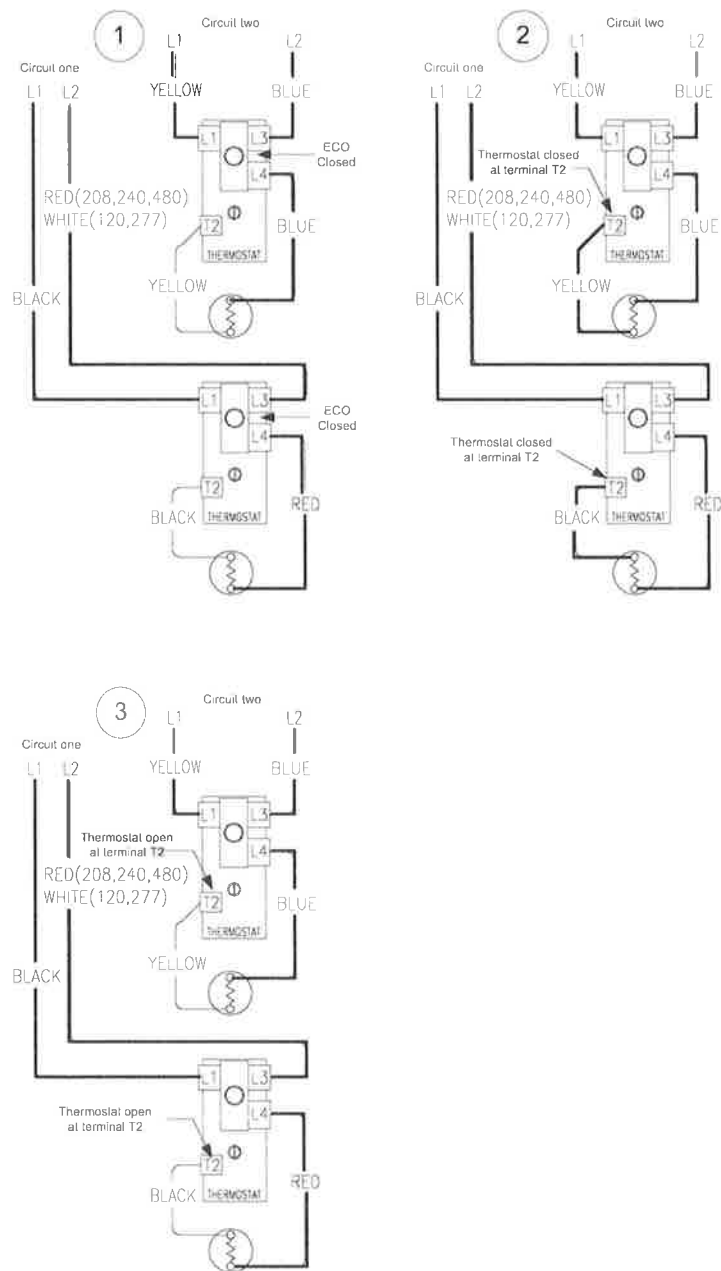 1
Circuit two
L1
L2
Circuit one
L1 L2
YELLOW
BLUE
L1
L3
ECO
Closed
L4
RED(208,240,480)
WHITE(120,277)
T2
BLUE
THERMOSTAT
YELLOW
BLACK
L1
L3
ECO
Closed
L4
T2
RED
BLACK
THERMOSTAT
2
Circuit two
L1
L2
Circuit one
L1 L2
YELLOW
BLUE
L1
L3
Thermostat closed
at terminal T2
L4
RED(208,240,480)
WHITE(120,277)
T2
BLUE
THERMOSTAT
YELLOW
BLACK
L1
L3
L4
Thermostat closed
at terminal T2
T2
RED
BLACK
THERMOSTAT
3
Circuit two
L1
L2
Circuit one
L1 L2
YELLOW
BLUE
L1
L3
Thermostat open
at terminal T2
L4
RED(208,240,480)
WHITE(120,277)
T2
BLUE
THERMOSTAT
YELLOW
BLACK
L1
L3
L4
Thermostat open
at terminal T2
T2
RED
BLACK
THERMOSTAT